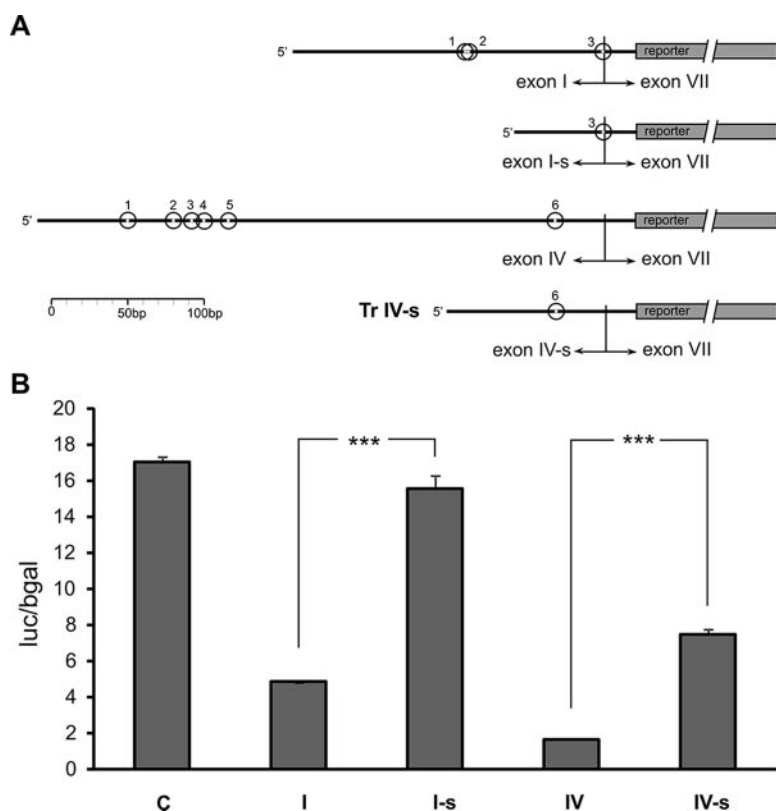 A
5' 1 2 3 reporter
exon I exon VII
5' 3 reporter
exon I-s exon VII
5' 1 2 3 4 5 6 reporter
exon IV exon VII
0 50bp 100bp
Tr IV-s 5' 6 reporter
exon IV-s exon VII
B
luc/bgal
20
18
16
14
12
10
8
6
4
2
0
*** ***
C I I-s IV IV-s